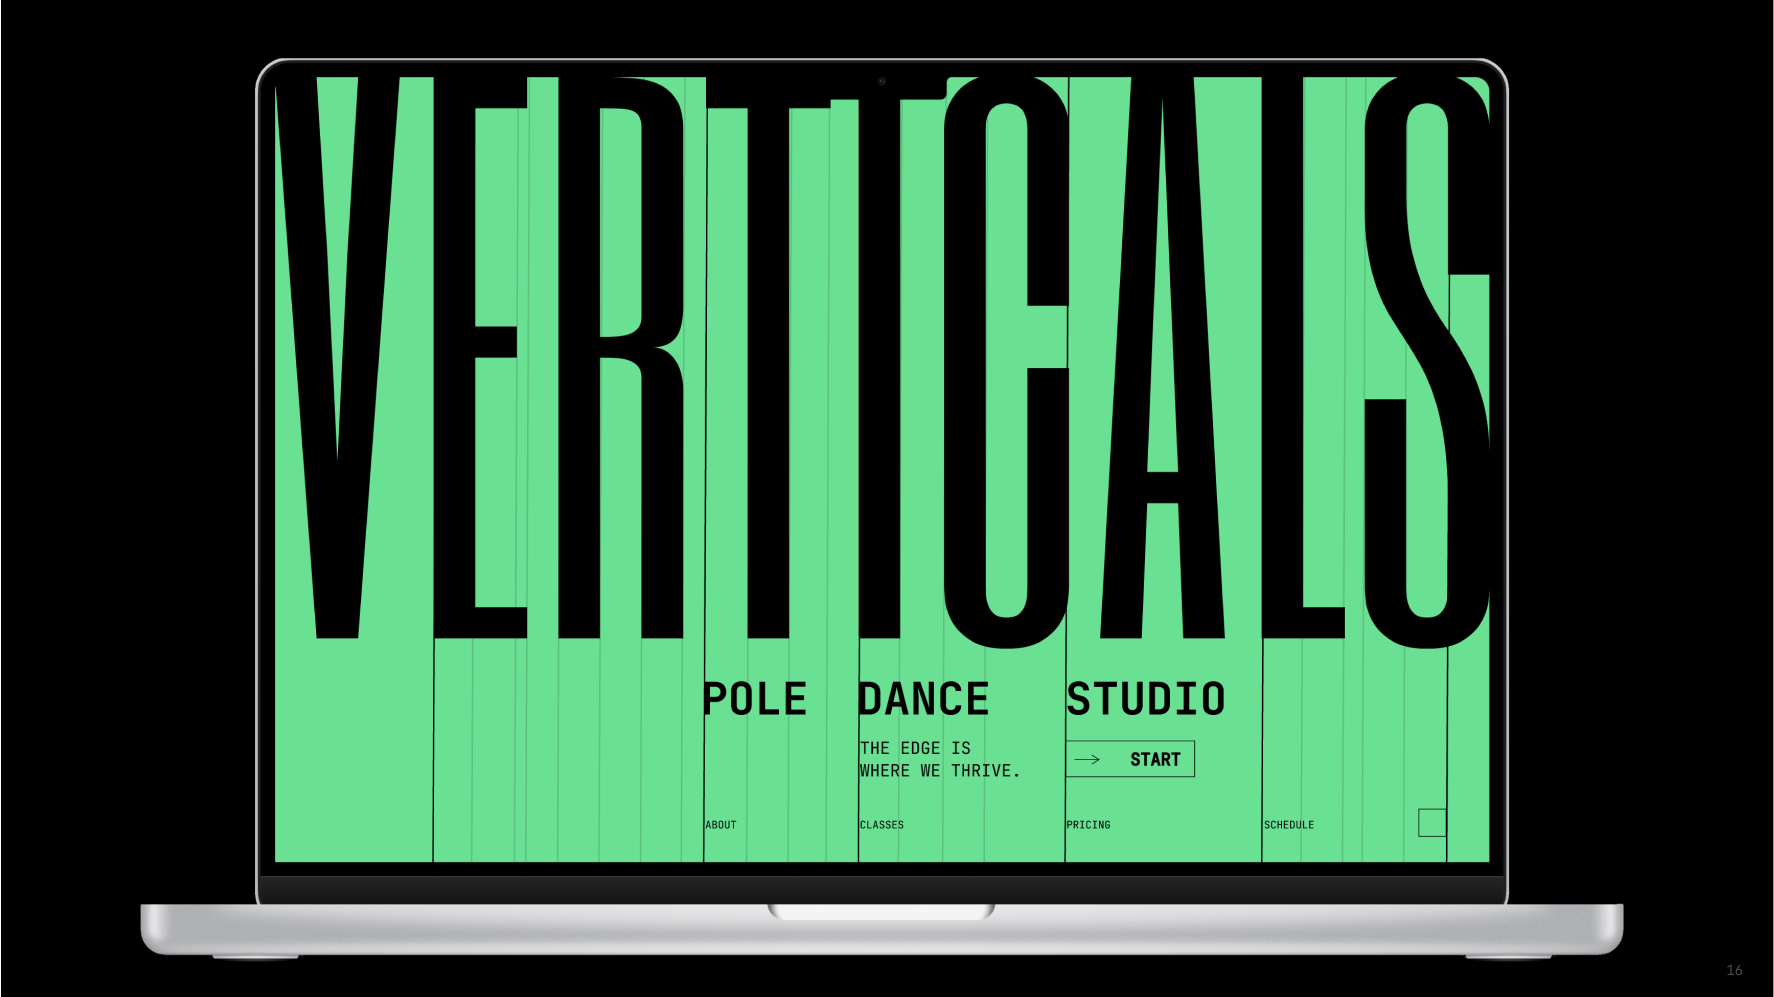 VERTICALS
POLE DANCE STUDIO
THE EDGE IS
WHERE WE THRIVE.
→ START
ABOUT CLASSES PRICING SCHEDULE
16